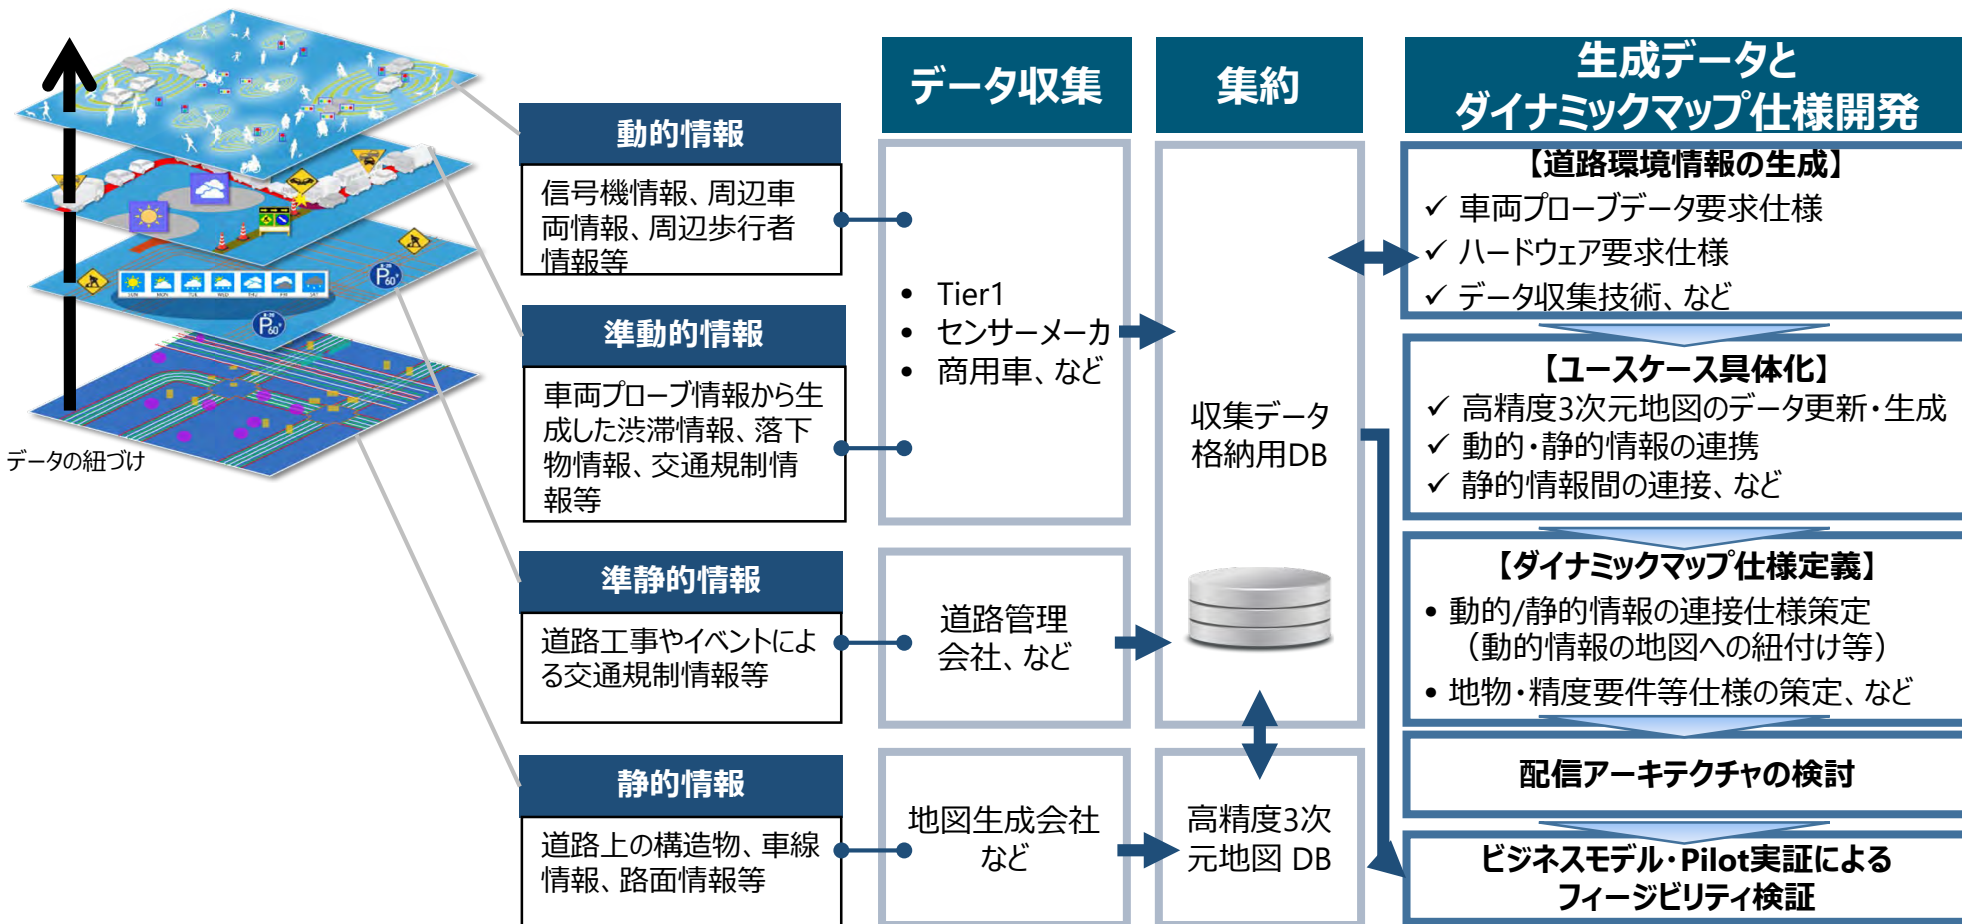 データの紐づけ
動的情報
信号機情報、周辺車
両情報、周辺歩行者
情報等
準動的情報
車両プローブ情報から生
成した渋滞情報、落下
物情報、交通規制情
報等
準静的情報
道路工事やイベントによ
る交通規制情報等
静的情報
道路上の構造物、車線
情報、路面情報等
データ収集
• Tier1
• センサーメーカ
• 商用車、など
道路管理
会社、など
地図生成会社
など
集約
収集データ
格納用DB
高精度3次
元地図 DB
生成データと
ダイナミックマップ仕様開発
【道路環境情報の生成】
✓ 車両プローブデータ要求仕様
✓ ハードウェア要求仕様
✓ データ収集技術、など
【ユースケース具体化】
✓ 高精度3次元地図のデータ更新・生成
✓ 動的・静的情報の連携
✓ 静的情報間の連接、など
【ダイナミックマップ仕様定義】
• 動的/静的情報の連接仕様策定
（動的情報の地図への紐付け等）
• 地物・精度要件等仕様の策定、など
配信アーキテクチャの検討
ビジネスモデル・Pilot実証による
フィージビリティ検証
SUN MON TUE WED THU FRI SAT
P
60'
P
60'